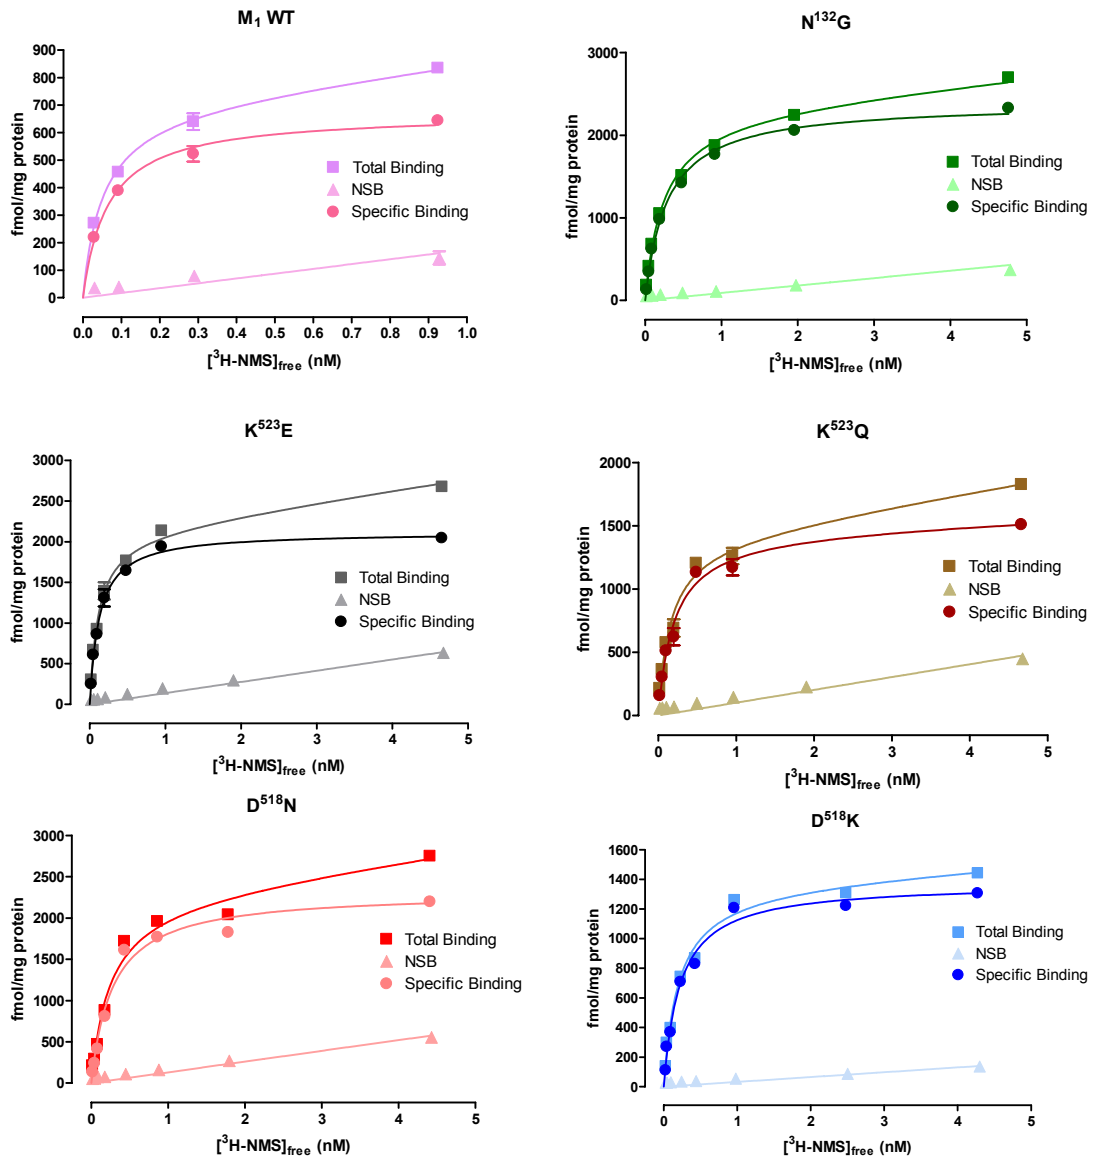 M₁ WT
900
800
700
600
500
400
300
200
100
0
fmol/mg protein
0.0 0.1 0.2 0.3 0.4 0.5 0.6 0.7 0.8 0.9 1.0
[³H-NMS]free (nM)
Total Binding
NSB
Specific Binding
N¹³²G
3000
2000
1000
0
fmol/mg protein
0 1 2 3 4 5
[³H-NMS]free (nM)
Total Binding
NSB
Specific Binding
K⁵²³E
3000
2500
2000
1500
1000
500
0
fmol/mg protein
0 1 2 3 4 5
[³H-NMS]free (nM)
Total Binding
NSB
Specific Binding
K⁵²³Q
2000
1500
1000
500
0
fmol/mg protein
0 1 2 3 4 5
[³H-NMS]free (nM)
Total Binding
NSB
Specific Binding
D⁵¹⁸N
3000
2500
2000
1500
1000
500
0
fmol/mg protein
0 1 2 3 4 5
[³H-NMS]free (nM)
Total Binding
NSB
Specific Binding
D⁵¹⁸K
1600
1400
1200
1000
800
600
400
200
0
fmol/mg protein
0 1 2 3 4 5
[³H-NMS]free (nM)
Total Binding
NSB
Specific Binding